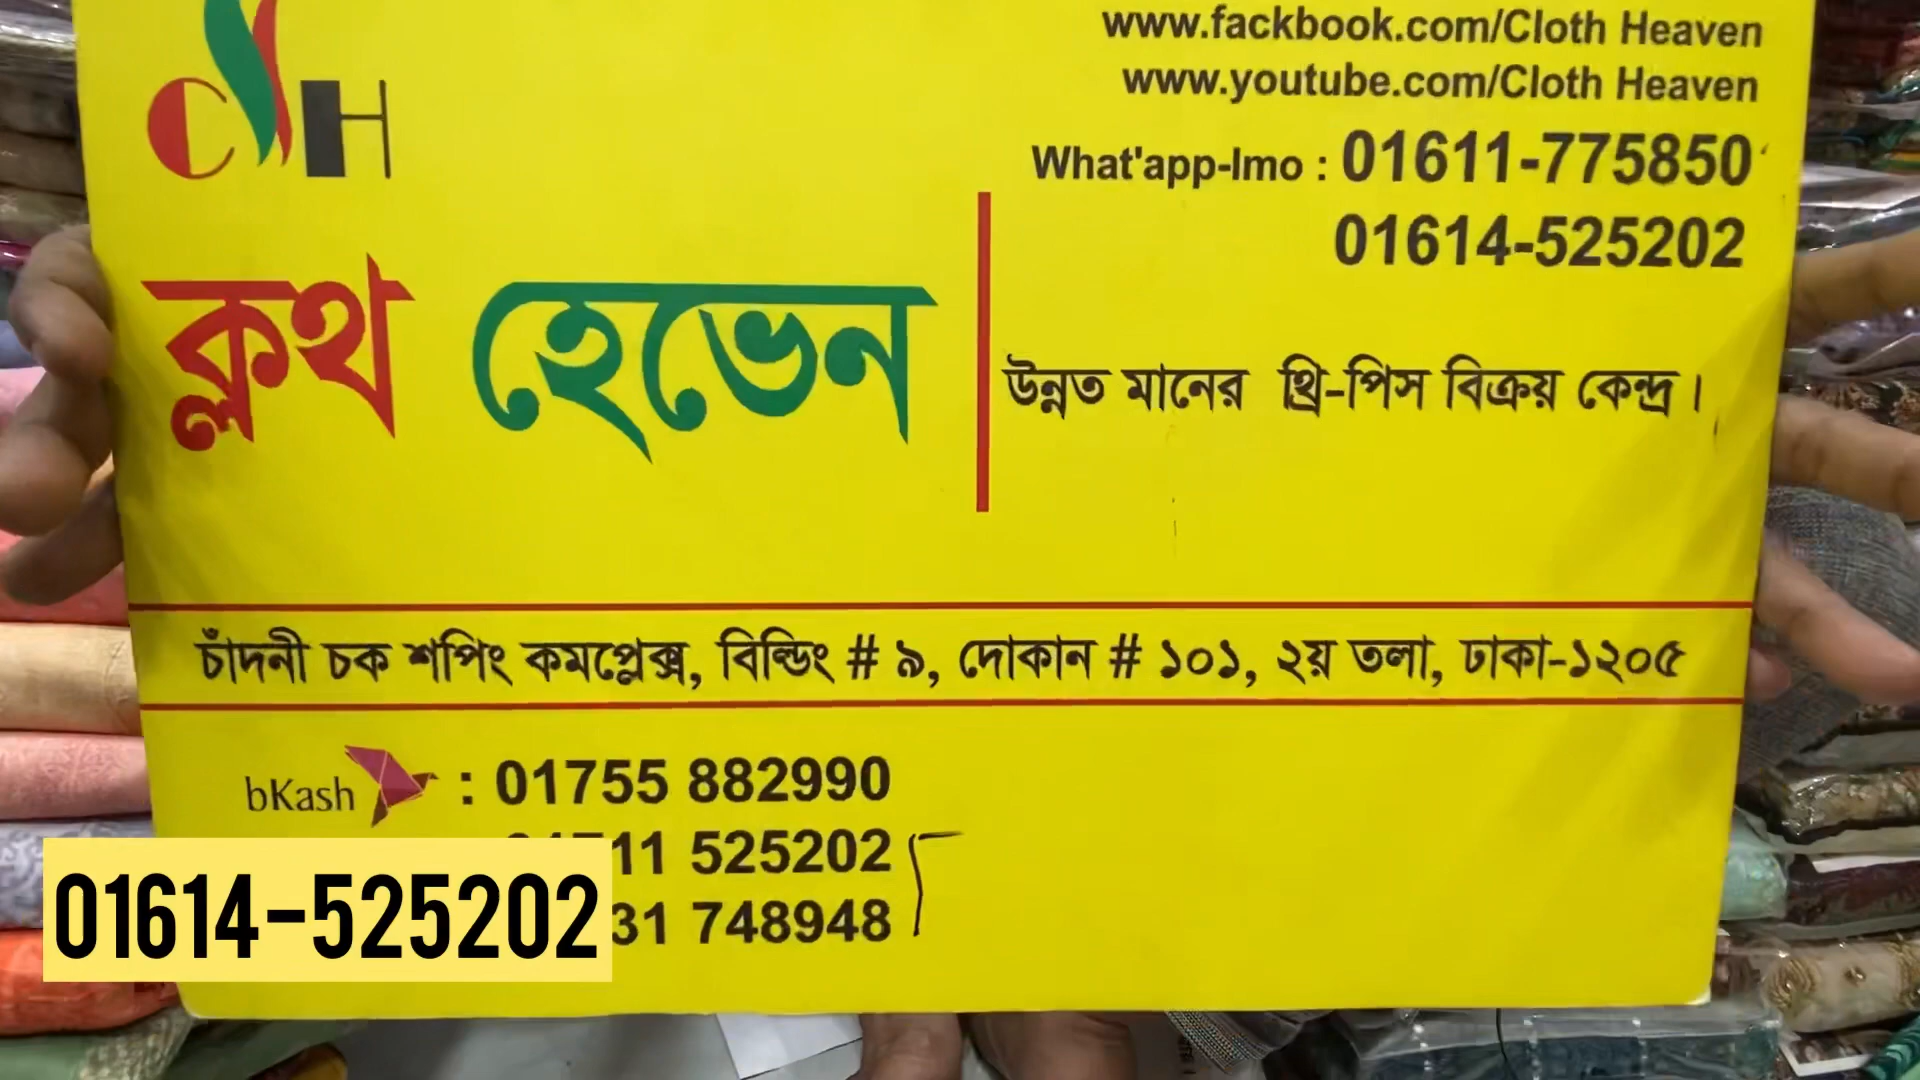 www.fackbook.com/Cloth Heaven
www.youtube.com/Cloth Heaven
What'app-Imo : 01611-775850
01614-525202
CH
ক্লথ হেভেন
উন্নত মানের থ্রি-পিস বিক্রয় কেন্দ্র।
চাঁদনী চক শপিং কমপ্লেক্স, বিল্ডিং # ৯, দোকান # ১০১, ২য় তলা, ঢাকা-১২০৫
bKash : 01755 882990
11 525202
31 748948
01614-525202